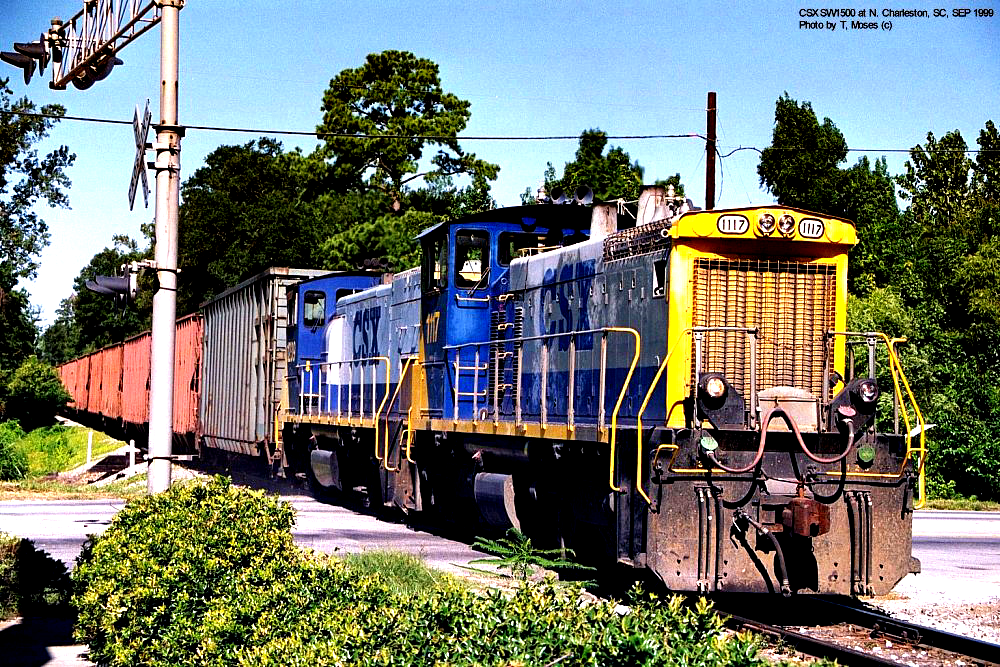 CSX SW1500 at N. Charleston, SC, SEP 1999
Photo by T, Moses (c)
1117 1117
CSX
1117
CSX